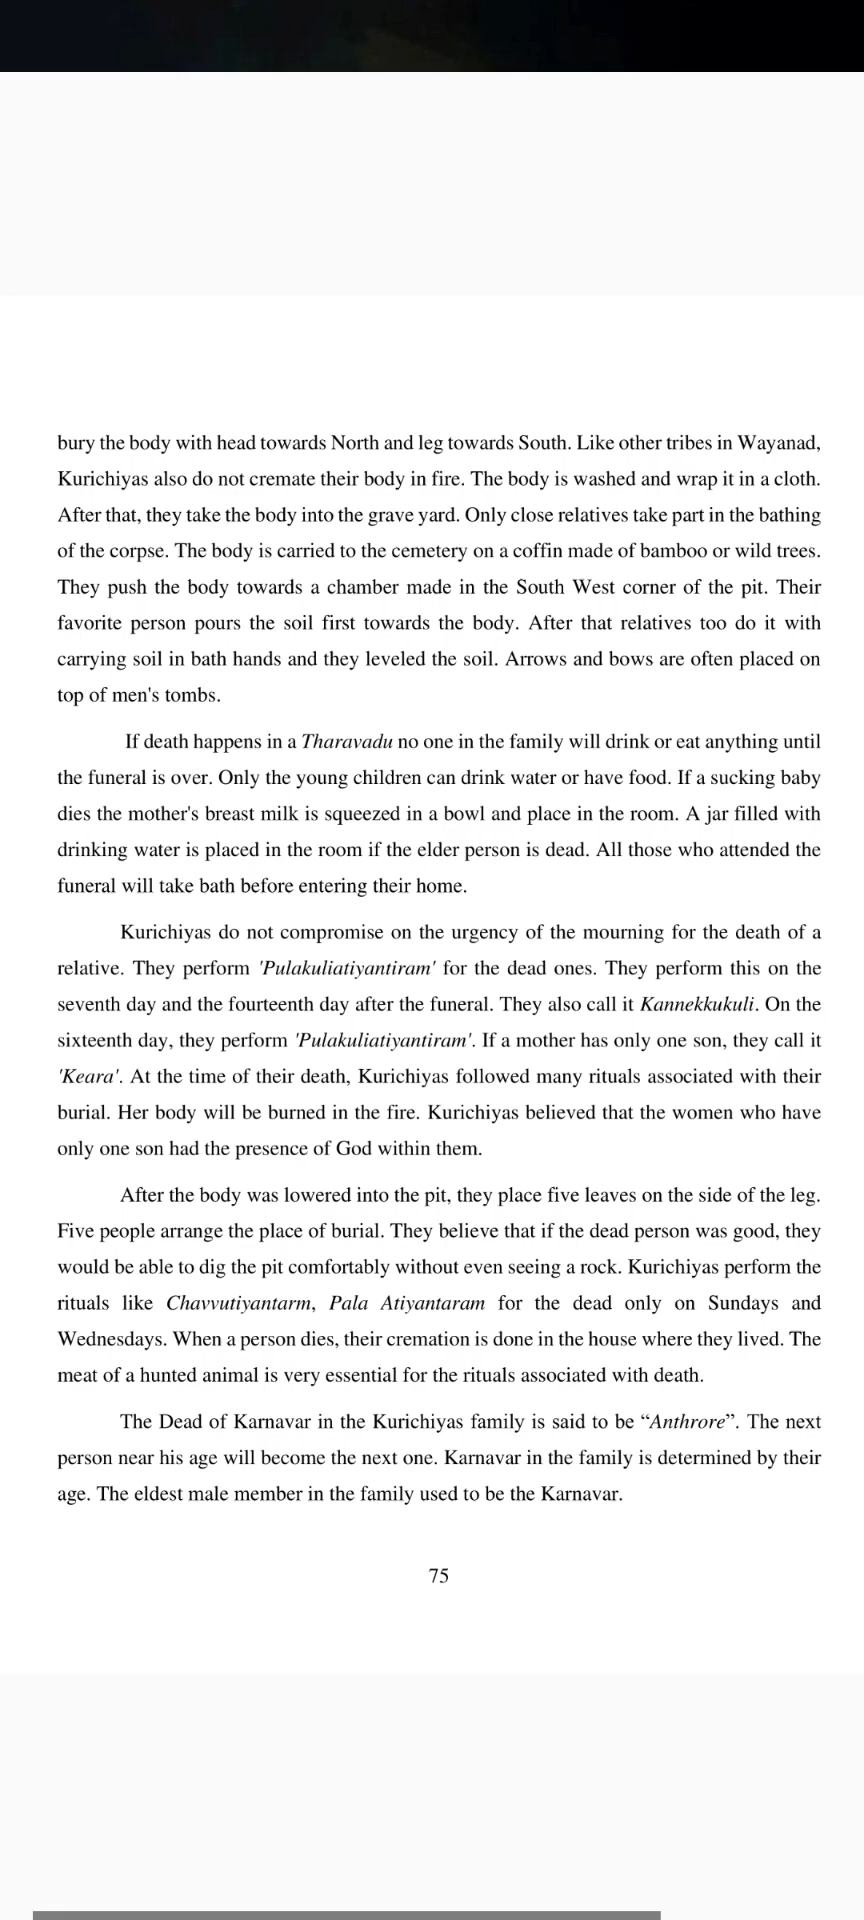 bury the body with head towards North and leg towards South. Like other tribes in Wayanad,
Kurichiyas also do not cremate their body in fire. The body is washed and wrap it in a cloth.
After that, they take the body into the grave yard. Only close relatives take part in the bathing
of the corpse. The body is carried to the cemetery on a coffin made of bamboo or wild trees.
They push the body towards a chamber made in the South West corner of the pit. Their
favorite person pours the soil first towards the body. After that relatives too do it with
carrying soil in bath hands and they leveled the soil. Arrows and bows are often placed on
top of men's tombs.
If death happens in a Tharavadu no one in the family will drink or eat anything until
the funeral is over. Only the young children can drink water or have food. If a sucking baby
dies the mother's breast milk is squeezed in a bowl and place in the room. A jar filled with
drinking water is placed in the room if the elder person is dead. All those who attended the
funeral will take bath before entering their home.
Kurichiyas do not compromise on the urgency of the mourning for the death of a
relative. They perform 'Pulakuliatiyantiram' for the dead ones. They perform this on the
seventh day and the fourteenth day after the funeral. They also call it Kannekkukuli. On the
sixteenth day, they perform 'Pulakuliatiyantiram'. If a mother has only one son, they call it
'Keara'. At the time of their death, Kurichiyas followed many rituals associated with their
burial. Her body will be burned in the fire. Kurichiyas believed that the women who have
only one son had the presence of God within them.
After the body was lowered into the pit, they place five leaves on the side of the leg.
Five people arrange the place of burial. They believe that if the dead person was good, they
would be able to dig the pit comfortably without even seeing a rock. Kurichiyas perform the
rituals like Chavvutiyantarm, Pala Atiyantaram for the dead only on Sundays and
Wednesdays. When a person dies, their cremation is done in the house where they lived. The
meat of a hunted animal is very essential for the rituals associated with death.
The Dead of Karnavar in the Kurichiyas family is said to be “Anthrore”. The next
person near his age will become the next one. Karnavar in the family is determined by their
age. The eldest male member in the family used to be the Karnavar.
75